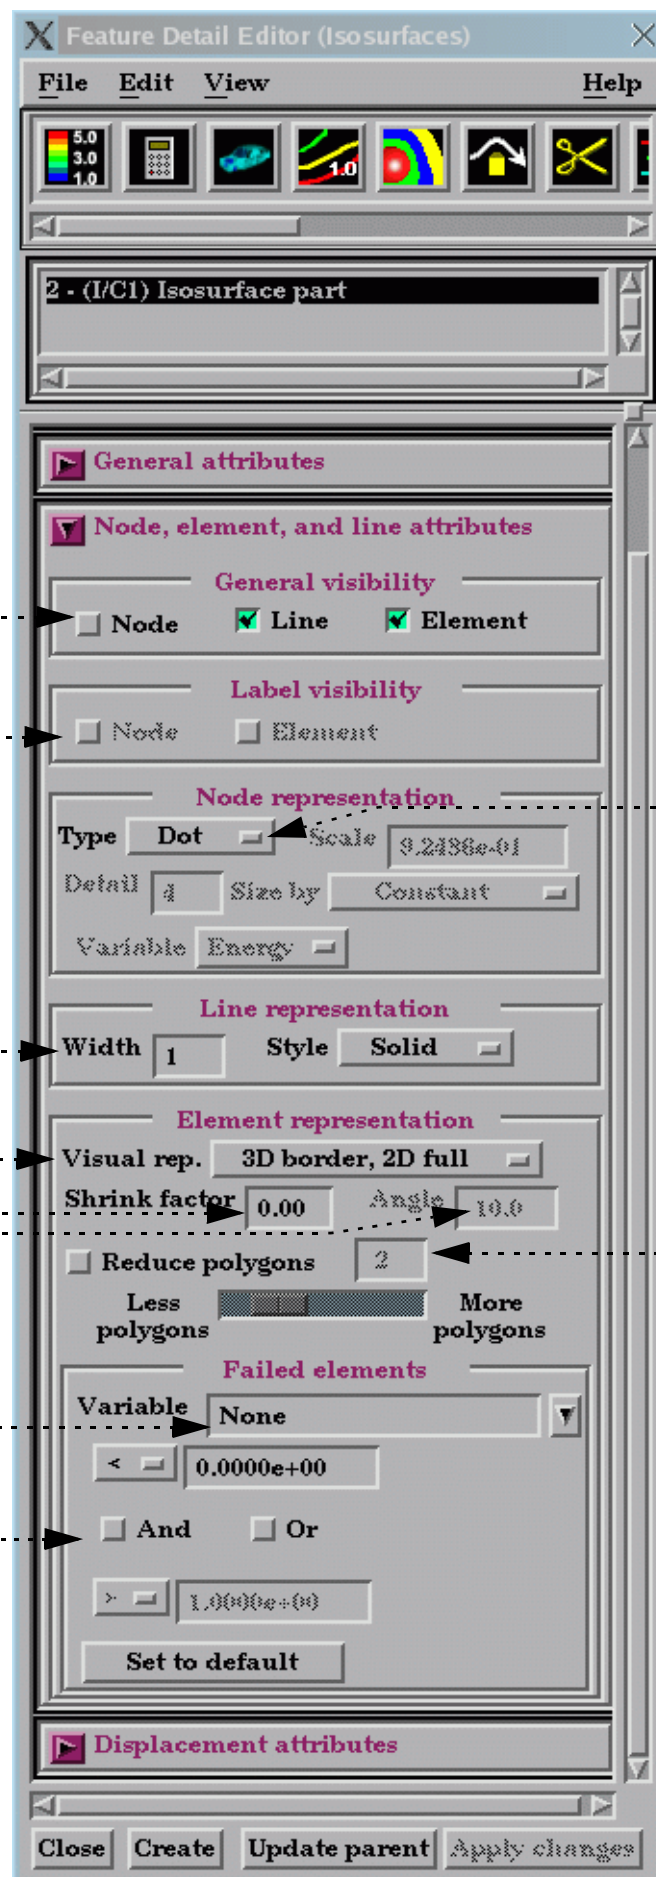 Feature Detail Editor (Isosurfaces)
File Edit View Help
5.0
3.0
1.0
1.0
2 - (I/C1) Isosurface part
General attributes
Node, element, and line attributes
General visibility
Node Line Element
Label visibility
Node Element
Node representation
Type Dot Scale 9.2486e-01
Detail 4 Size by Constant
Variable Energy
Line representation
Width 1 Style Solid
Element representation
Visual rep. 3D border, 2D full
Shrink factor 0.00 Angle 10.0
Reduce polygons 2
Less polygons More polygons
Failed elements
Variable None
< 0.0000e+00
And Or
> 1.0000e+00
Set to default
Displacement attributes
Close Create Update parent Apply changes